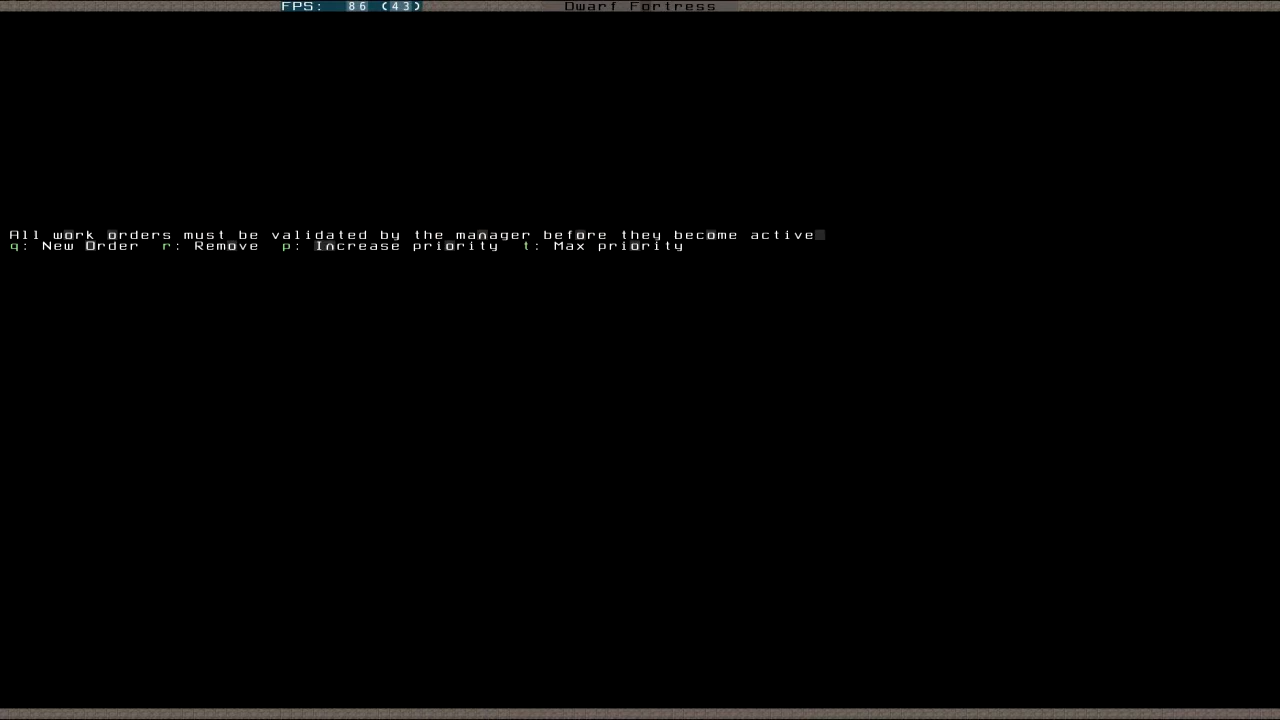 FPS: 86 (43) Dwarf Fortress
All work orders must be validated by the manager before they become active
q: New Order r: Remove p: Increase priority t: Max priority